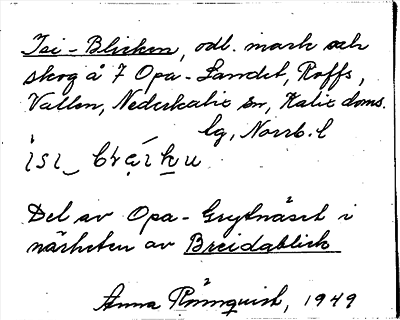 Isi-Blicken, odl. mark och
skog å 7 Opa-Landet, Roffs,
Vallen, Nederkalix sn, Kalix doms.
lg, Norrb. l
Del av Opa-Grytnäset i
närheten av Breidablick
Anna Rönnquist, 1949